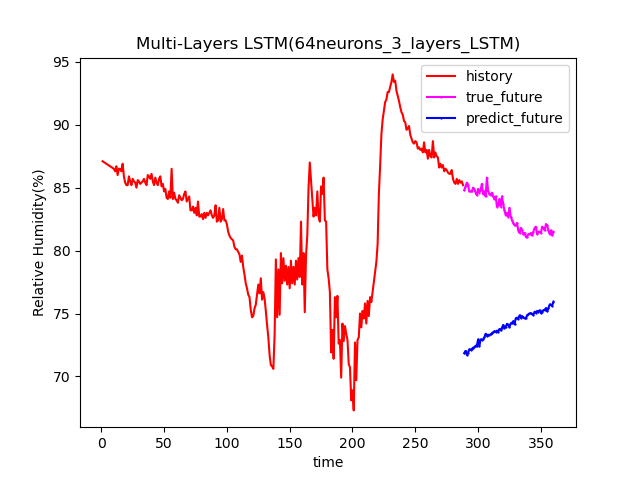 Multi-Layers LSTM(64neurons_3_layers_LSTM)
history
true_future
predict_future
Relative Humidity(%)
95
90
85
80
75
70
0 50 100 150 200 250 300 350
time